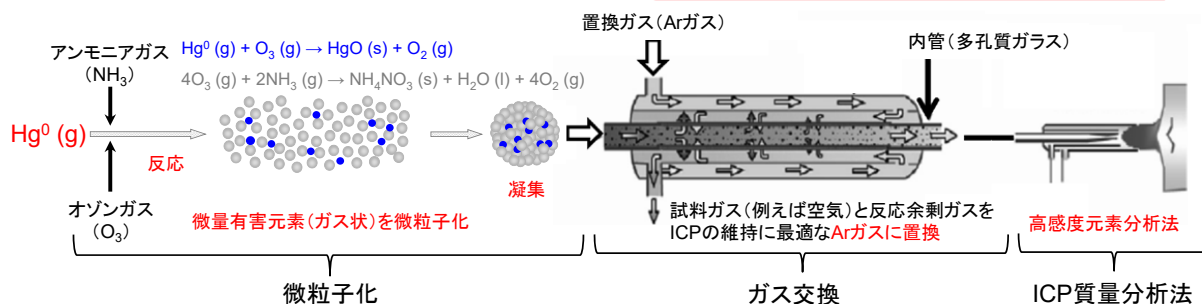 置換ガス(Arガス)
内管(多孔質ガラス)
アンモニアガス
(NH₃)
Hg⁰ (g) + O₃ (g) → HgO (s) + O₂ (g)
4O₃ (g) + 2NH₃ (g) → NH₄NO₃ (s) + H₂O (l) + 4O₂ (g)
Hg⁰ (g)
反応
凝集
オゾンガス
(O₃)
微量有害元素(ガス状)を微粒子化
試料ガス(例えば空気)と反応余剰ガスを
ICPの維持に最適なArガスに置換
高感度元素分析法
微粒子化
ガス交換
ICP質量分析法